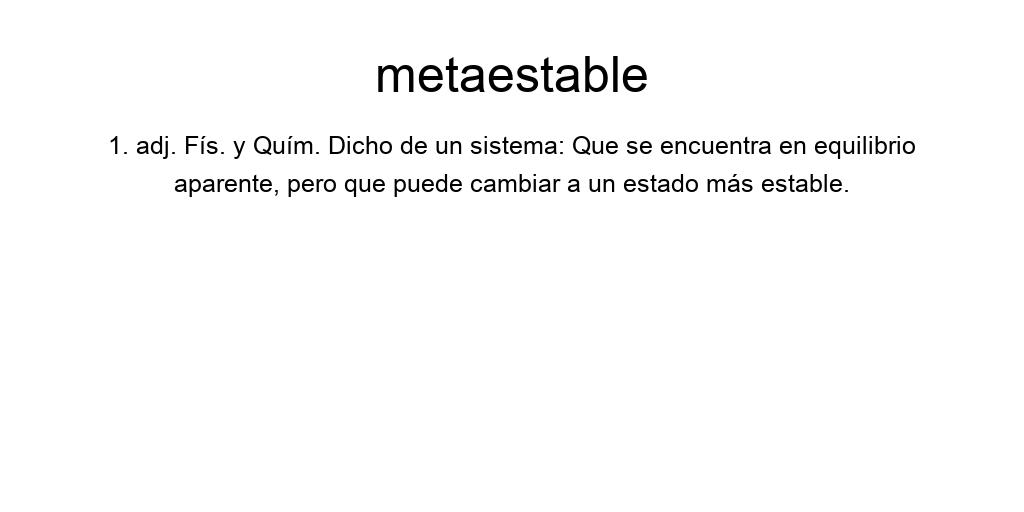 metaestable
1. adj. Fís. y Quím. Dicho de un sistema: Que se encuentra en equilibrio
aparente, pero que puede cambiar a un estado más estable.